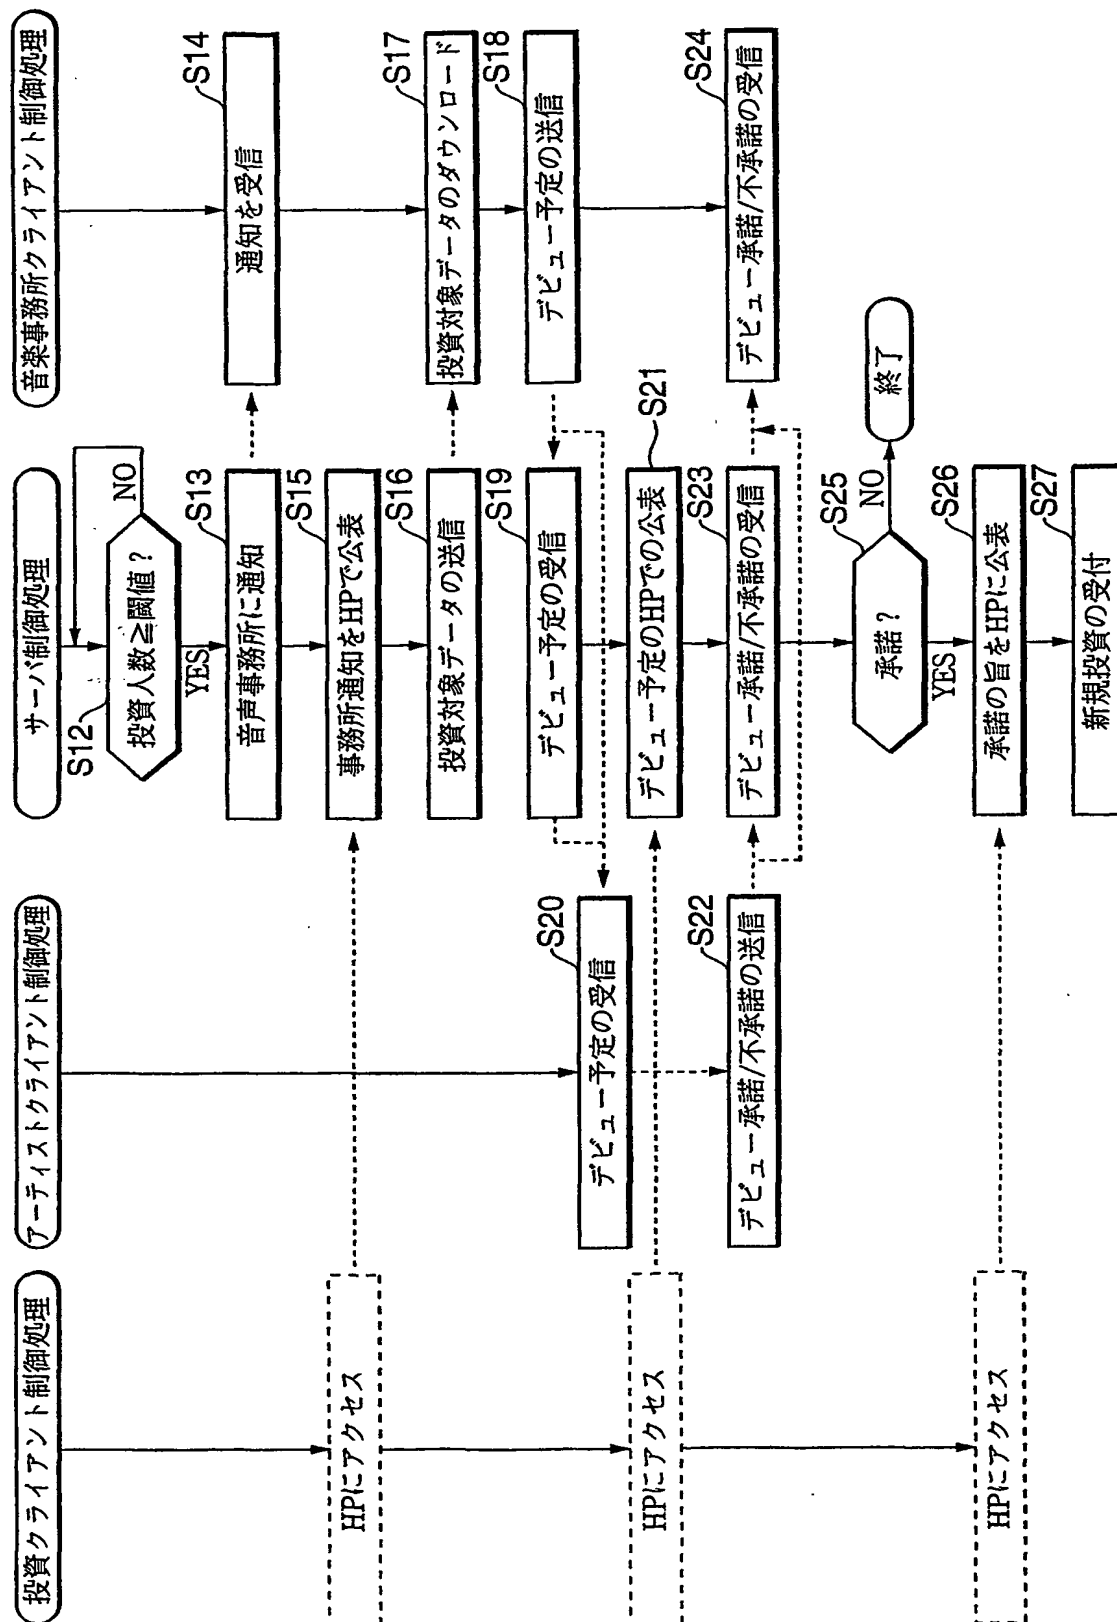 投資クライアント制御処理
HPにアクセス
HPにアクセス
HPにアクセス
アーティストクライアント制御処理
S20
デビュー予定の受信
S22
デビュー承諾/不承諾の送信
サーバ制御処理
S12
投資人数≧閾値?
NO
YES
S13
音声事務所に通知
S15
事務所通知をHPで公表
S16
投資対象データの送信
S19
デビュー予定の受信
S21
デビュー予定のHPでの公表
S23
デビュー承諾/不承諾の受信
S25
承諾?
NO
終了
YES
S26
承諾の旨をHPに公表
S27
新規投資の受付
音楽事務所クライアント制御処理
S14
通知を受信
S17
投資対象データのダウンロード
S18
デビュー予定の送信
S24
デビュー承諾/不承諾の受信